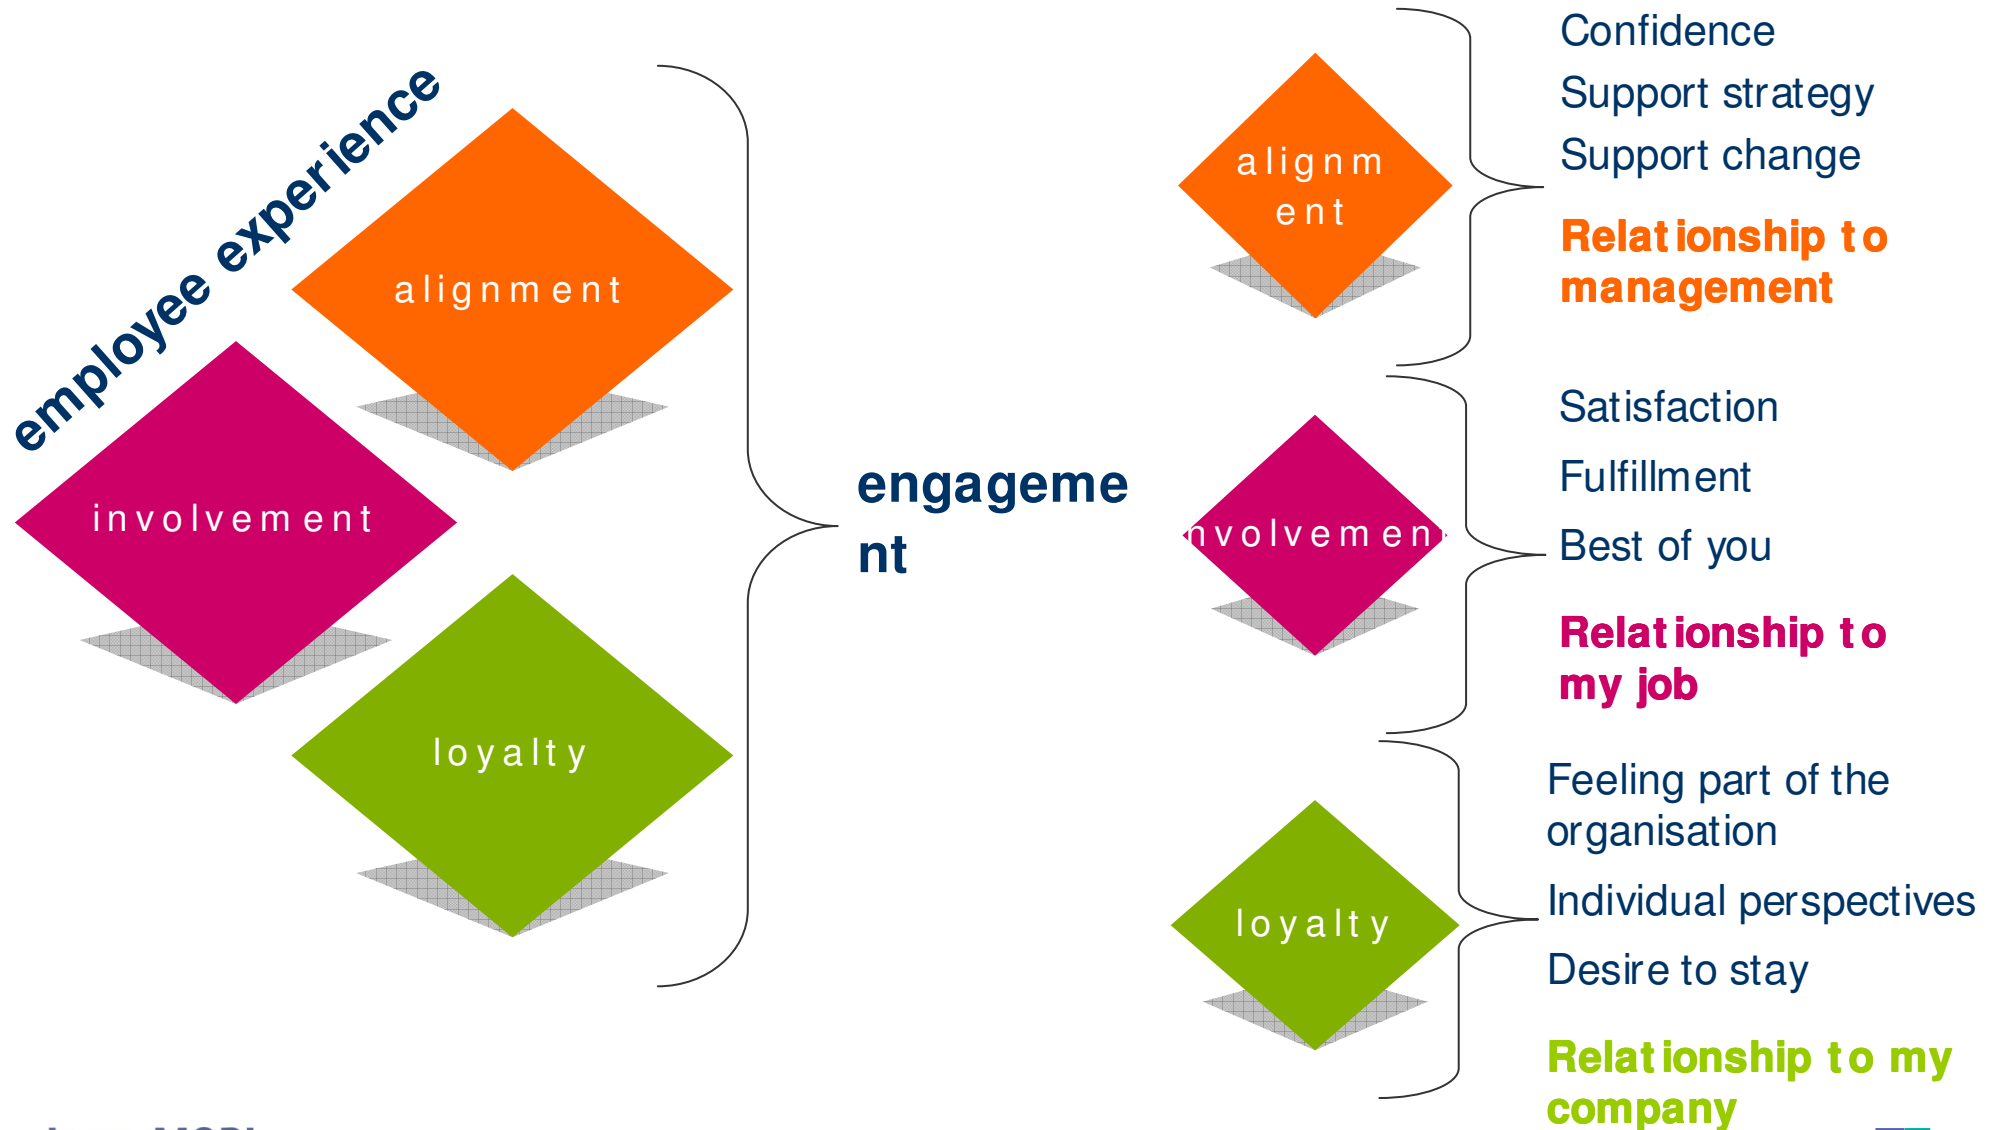 employee experience
alignment
involvement
loyalty
engageme
nt
alignm
ent
Confidence
Support strategy
Support change
Relationship to
management
nvolvemen
Satisfaction
Fulfillment
Best of you
Relationship to
my job
loyalty
Feeling part of the
organisation
Individual perspectives
Desire to stay
Relationship to my
company